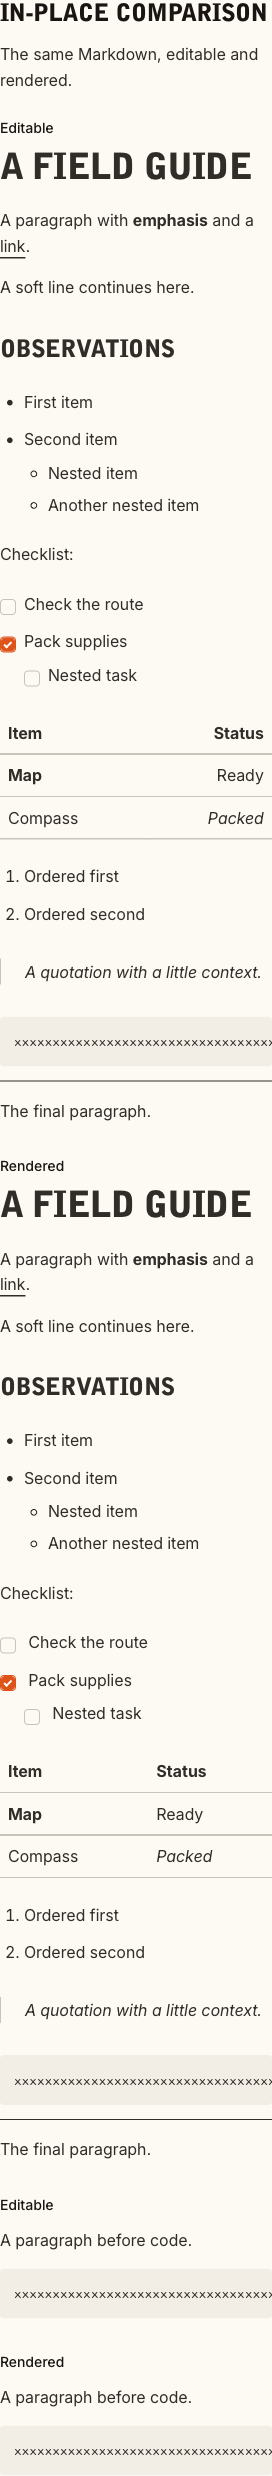 IN-PLACE COMPARISON
The same Markdown, editable and
rendered.
Editable
A FIELD GUIDE
A paragraph with emphasis and a
link.
A soft line continues here.
OBSERVATIONS
• First item
• Second item
◦ Nested item
◦ Another nested item
Checklist:
Check the route
Pack supplies
Nested task
Item Status
Map Ready
Compass Packed
1. Ordered first
2. Ordered second
A quotation with a little context.
xxxxxxxxxxxxxxxxxxxxxxxxxxxxxxxxxx
The final paragraph.
Rendered
A FIELD GUIDE
A paragraph with emphasis and a
link.
A soft line continues here.
OBSERVATIONS
• First item
• Second item
◦ Nested item
◦ Another nested item
Checklist:
Check the route
Pack supplies
Nested task
Item Status
Map Ready
Compass Packed
1. Ordered first
2. Ordered second
A quotation with a little context.
xxxxxxxxxxxxxxxxxxxxxxxxxxxxxxxxxx
The final paragraph.
Editable
A paragraph before code.
xxxxxxxxxxxxxxxxxxxxxxxxxxxxxxxxxx
Rendered
A paragraph before code.
xxxxxxxxxxxxxxxxxxxxxxxxxxxxxxxxxx